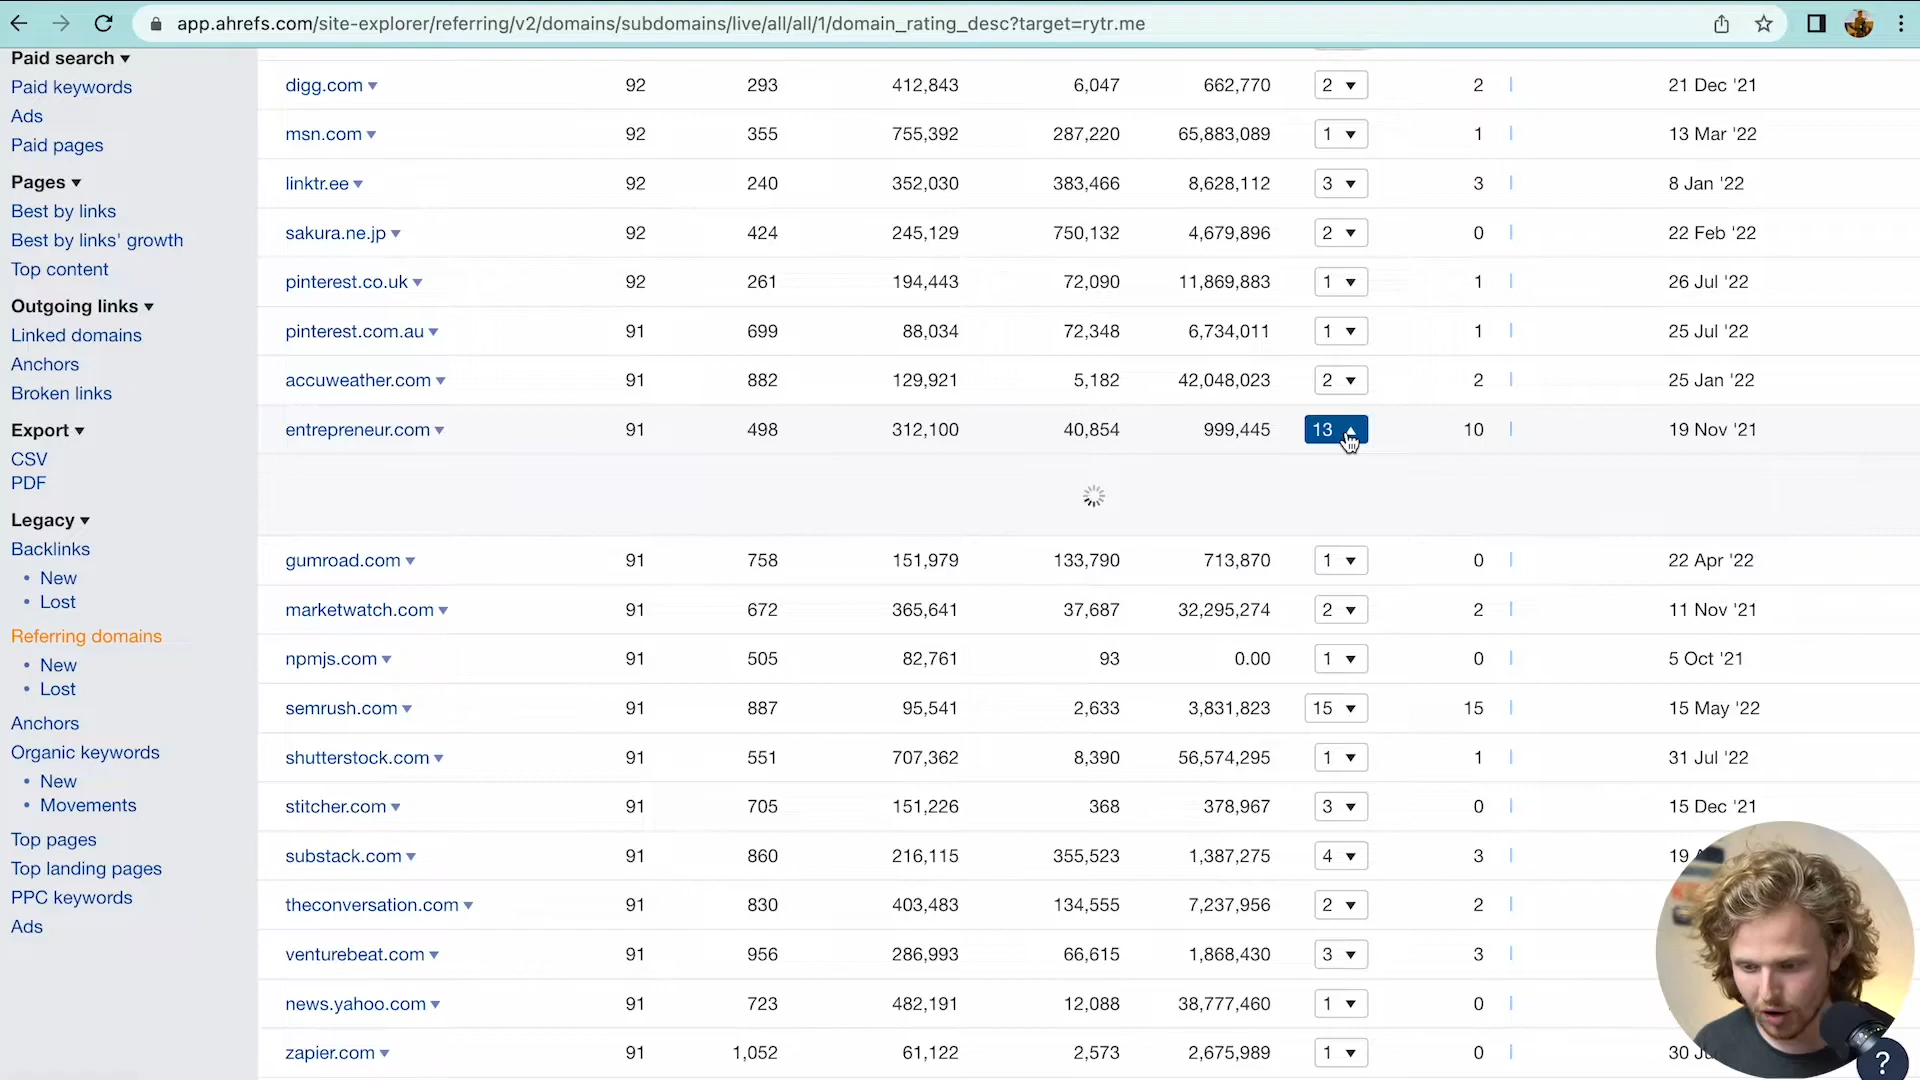 app.ahrefs.com/site-explorer/referring/v2/domains/subdomains/live/all/all/1/domain_rating_desc?target=rytr.me
Paid search
Paid keywords
Ads
Paid pages
Pages
Best by links
Best by links' growth
Top content
Outgoing links
Linked domains
Anchors
Broken links
Export
CSV
PDF
Legacy
Backlinks
• New
• Lost
Referring domains
• New
• Lost
Anchors
Organic keywords
• New
• Movements
Top pages
Top landing pages
PPC keywords
Ads
digg.com 92 293 412,843 6,047 662,770 2 2 21 Dec '21
msn.com 92 355 755,392 287,220 65,883,089 1 1 13 Mar '22
linktr.ee 92 240 352,030 383,466 8,628,112 3 3 8 Jan '22
sakura.ne.jp 92 424 245,129 750,132 4,679,896 2 0 22 Feb '22
pinterest.co.uk 92 261 194,443 72,090 11,869,883 1 1 26 Jul '22
pinterest.com.au 91 699 88,034 72,348 6,734,011 1 1 25 Jul '22
accuweather.com 91 882 129,921 5,182 42,048,023 2 2 25 Jan '22
entrepreneur.com 91 498 312,100 40,854 999,445 13 10 19 Nov '21
gumroad.com 91 758 151,979 133,790 713,870 1 0 22 Apr '22
marketwatch.com 91 672 365,641 37,687 32,295,274 2 2 11 Nov '21
npmjs.com 91 505 82,761 93 0.00 1 0 5 Oct '21
semrush.com 91 887 95,541 2,633 3,831,823 15 15 15 May '22
shutterstock.com 91 551 707,362 8,390 56,574,295 1 1 31 Jul '22
stitcher.com 91 705 151,226 368 378,967 3 0 15 Dec '21
substack.com 91 860 216,115 355,523 1,387,275 4 3 19
theconversation.com 91 830 403,483 134,555 7,237,956 2 2
venturebeat.com 91 956 286,993 66,615 1,868,430 3 3
news.yahoo.com 91 723 482,191 12,088 38,777,460 1 0
zapier.com 91 1,052 61,122 2,573 2,675,989 1 0 30
?